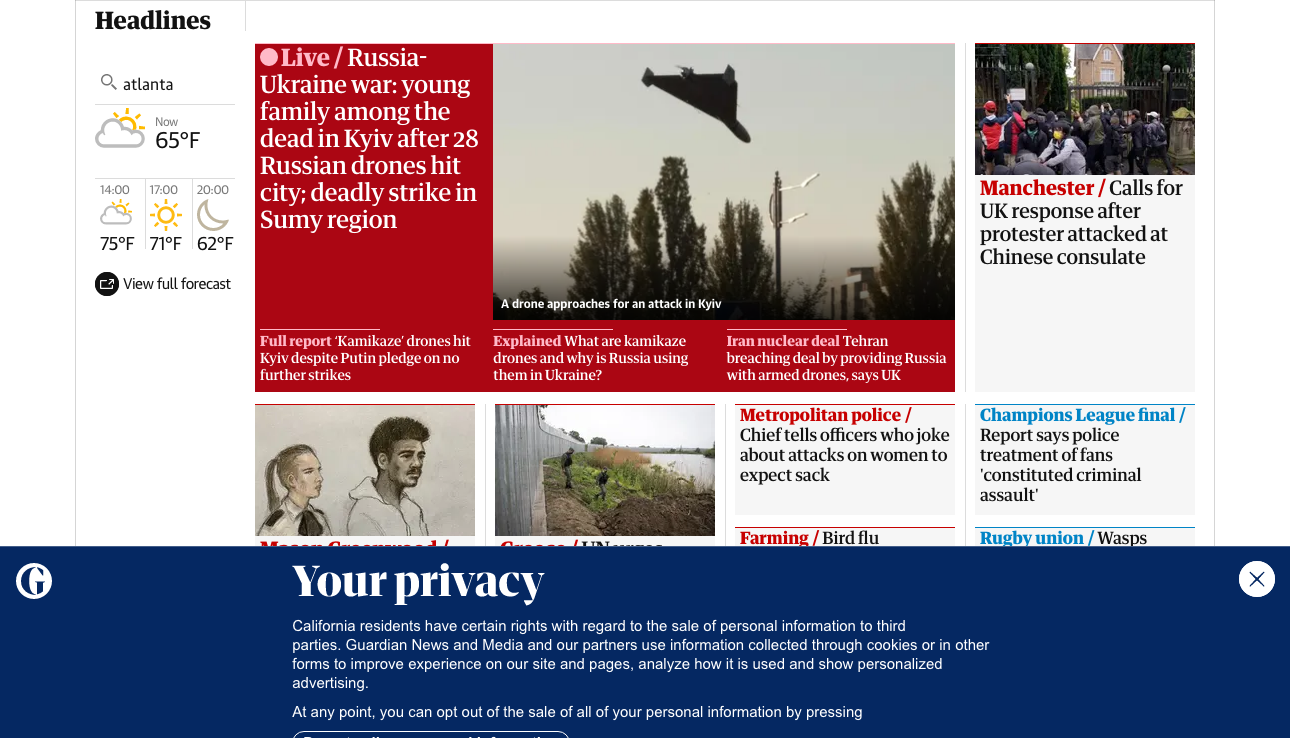 Headlines
atlanta
Now
65°F
14:00
17:00
20:00
75°F
71°F
62°F
View full forecast
Live / Russia-
Ukraine war: young
family among the
dead in Kyiv after 28
Russian drones hit
city; deadly strike in
Sumy region
A drone approaches for an attack in Kyiv
Full report 'Kamikaze' drones hit
Kyiv despite Putin pledge on no
further strikes
Explained What are kamikaze
drones and why is Russia using
them in Ukraine?
Iran nuclear deal Tehran
breaching deal by providing Russia
with armed drones, says UK
Manchester / Calls for
UK response after
protester attacked at
Chinese consulate
Metropolitan police /
Chief tells officers who joke
about attacks on women to
expect sack
Champions League final /
Report says police
treatment of fans
'constituted criminal
assault'
Mason Greenwood /
Greece / UN urges
Farming / Bird flu
Rugby union / Wasps
Your privacy
California residents have certain rights with regard to the sale of personal information to third
parties. Guardian News and Media and our partners use information collected through cookies or in other
forms to improve experience on our site and pages, analyze how it is used and show personalized
advertising.
At any point, you can opt out of the sale of all of your personal information by pressing